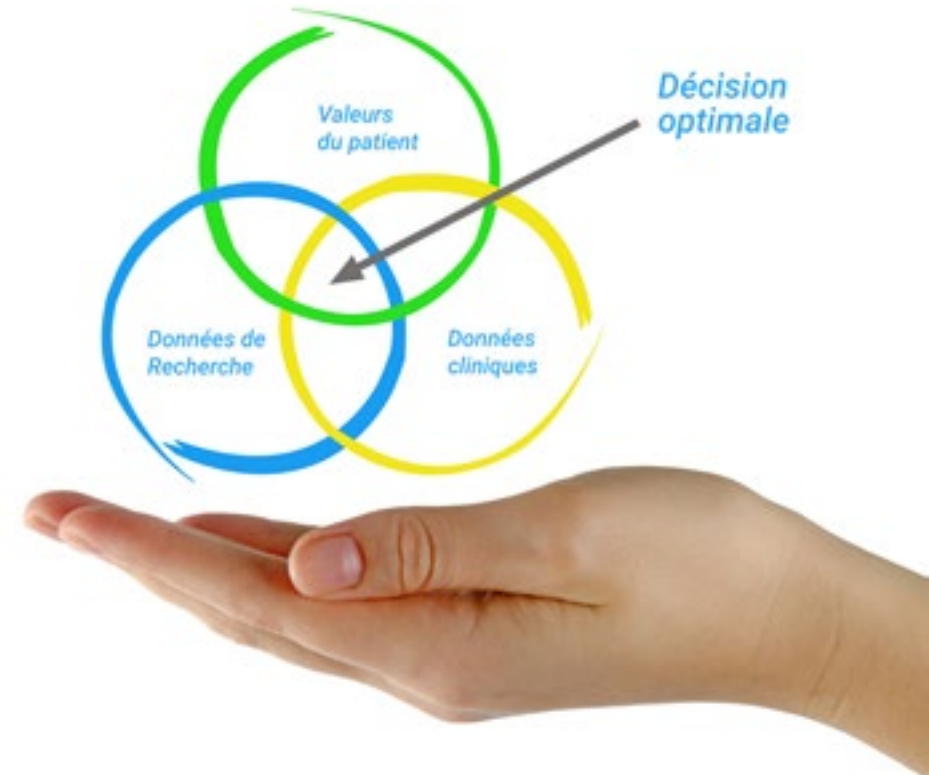 Décision
optimale
Valeurs
du patient
Données de
Recherche
Données
cliniques